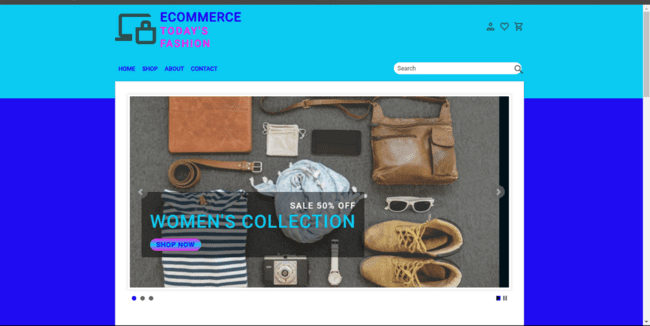 ECOMMERCE
TODAY'S
FASHION
HOME SHOP ABOUT CONTACT
Search
SALE 50% OFF
WOMEN'S COLLECTION
SHOP NOW